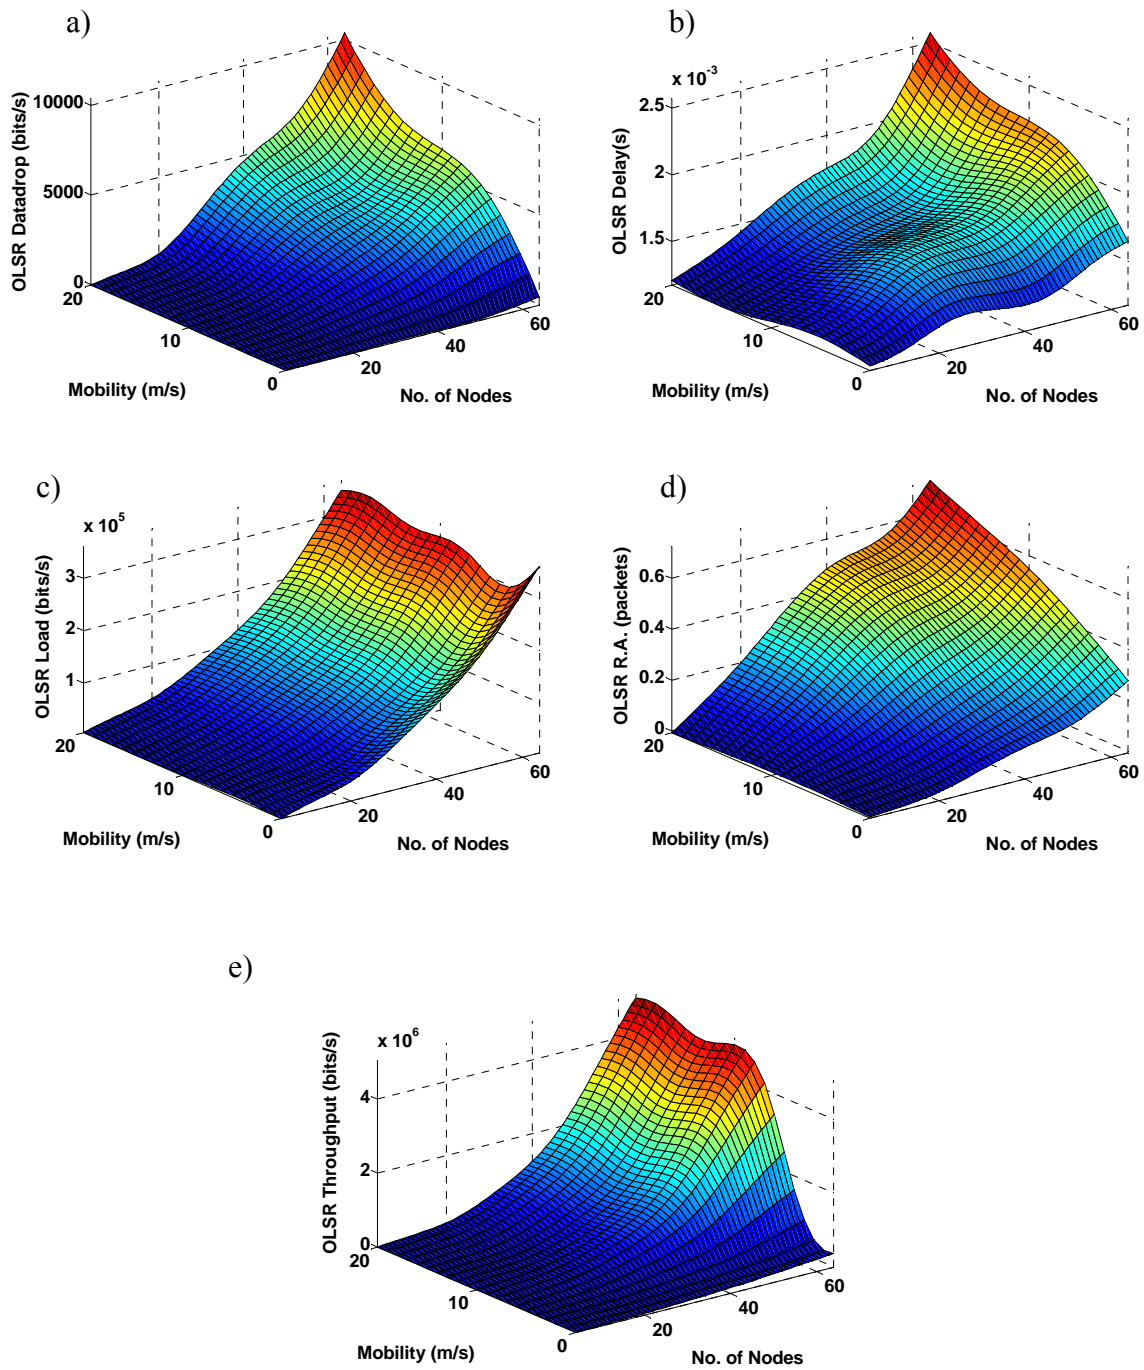 a)
OLSR Datadrop (bits/s)
10000
5000
0
20
10
0
20
40
60
Mobility (m/s)
No. of Nodes
b)
x 10-3
OLSR Delay(s)
2.5
2
1.5
20
10
0
20
40
60
Mobility (m/s)
No. of Nodes
c)
x 10^5
OLSR Load (bits/s)
3
2
1
20
10
0
20
40
60
Mobility (m/s)
No. of Nodes
d)
OLSR R.A. (packets)
0.6
0.4
0.2
0
20
10
0
20
40
60
Mobility (m/s)
No. of Nodes
e)
x 10^6
OLSR Throughput (bits/s)
4
2
0
20
10
0
20
40
60
Mobility (m/s)
No. of Nodes